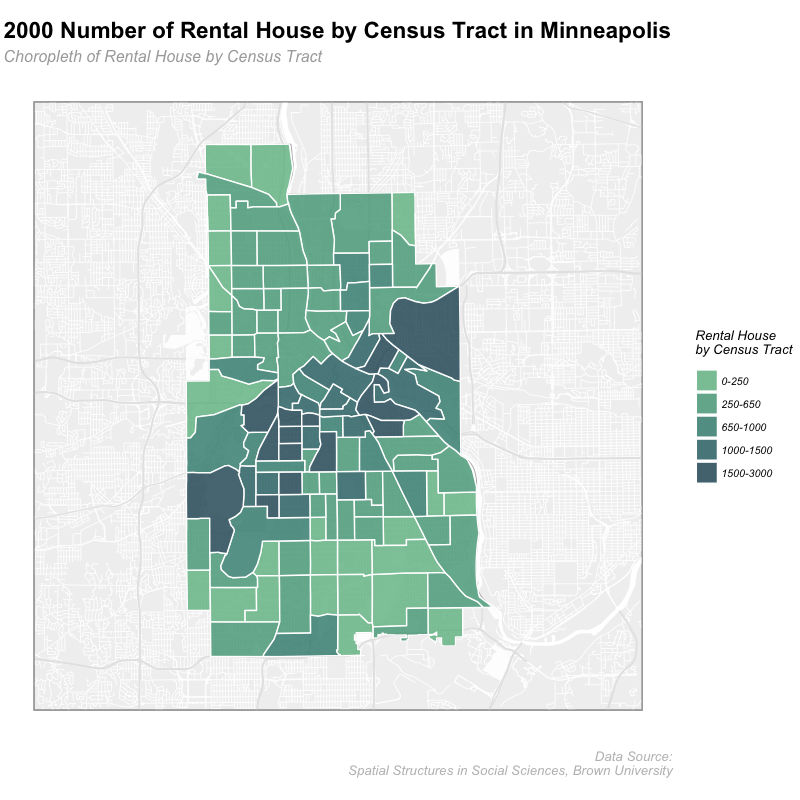 2000 Number of Rental House by Census Tract in Minneapolis
Choropleth of Rental House by Census Tract
Rental House
by Census Tract
0-250
250-650
650-1000
1000-1500
1500-3000
Data Source:
Spatial Structures in Social Sciences, Brown University